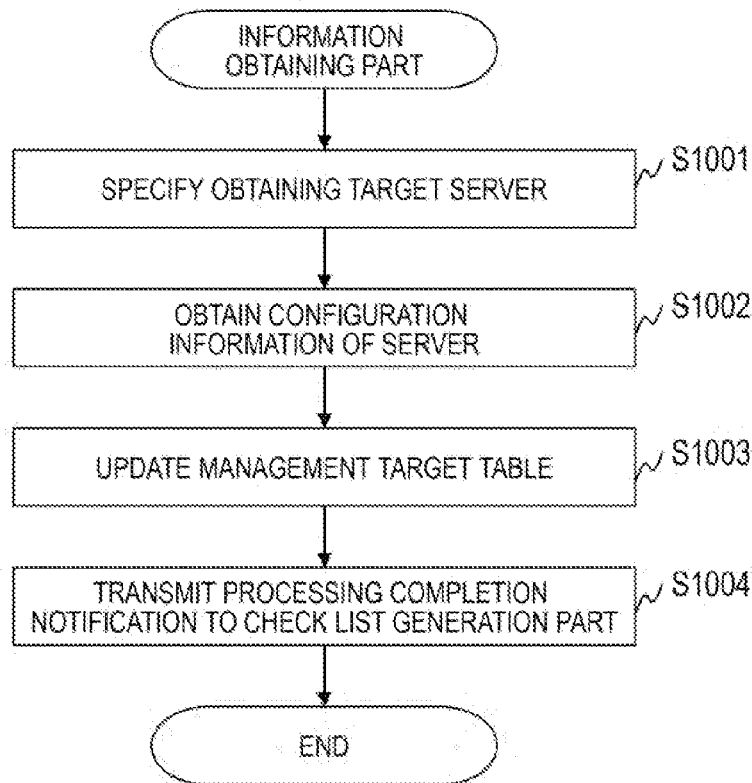 INFORMATION
OBTAINING PART
SPECIFY OBTAINING TARGET SERVER
S1001
OBTAIN CONFIGURATION
INFORMATION OF SERVER
S1002
UPDATE MANAGEMENT TARGET TABLE
S1003
TRANSMIT PROCESSING COMPLETION
NOTIFICATION TO CHECK LIST GENERATION PART
S1004
END